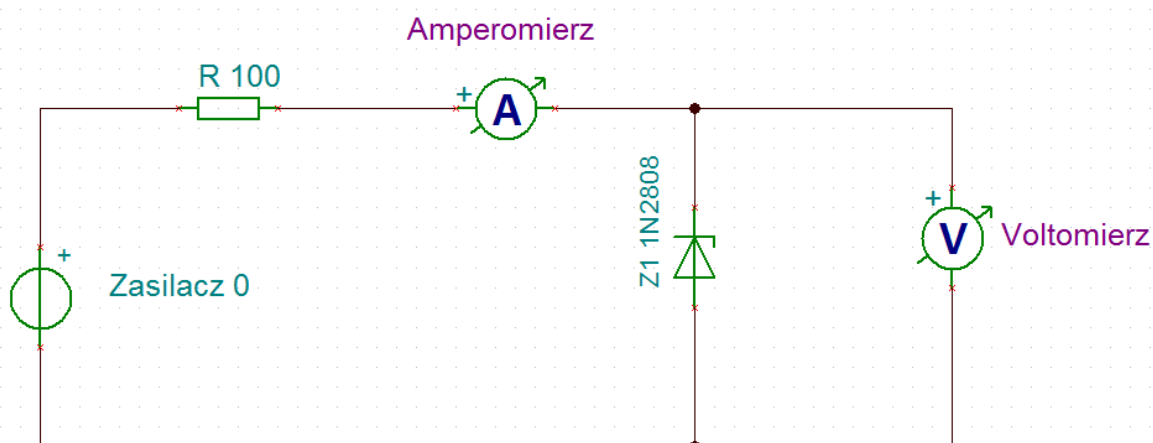 Amperomierz
R 100
+
A
Z1 1N2808
+
V
Voltomierz
+
Zasilacz 0